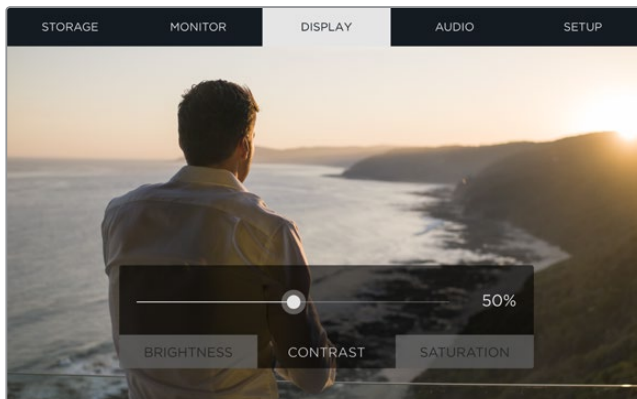 STORAGE MONITOR DISPLAY AUDIO SETUP
50%
BRIGHTNESS CONTRAST SATURATION